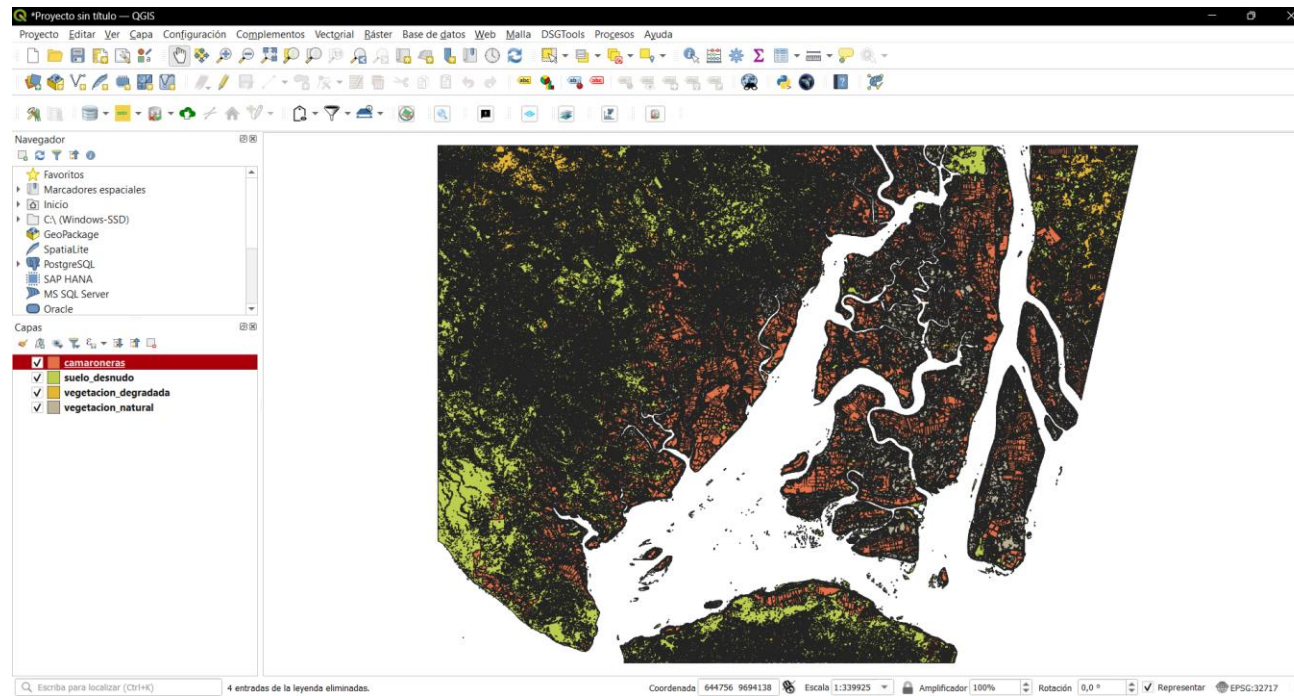 *Proyecto sin título — QGIS
Proyecto Editar Ver Capa Configuración Complementos Vectorial Ráster Base de datos Web Malla DSGTools Procesos Ayuda
Navegador
Favoritos
Marcadores espaciales
Inicio
C:\ (Windows-SSD)
GeoPackage
SpatiaLite
PostgreSQL
SAP HANA
MS SQL Server
Oracle
Capas
camaroneras
suelo_desnudo
vegetacion_degradada
vegetacion_natural
Escriba para localizar (Ctrl+K) 4 entradas de la leyenda eliminadas. Coordenada 644756 9694138 Escala 1:339925 Amplificador 100% Rotación 0,0 ° Representar EPSG:32717